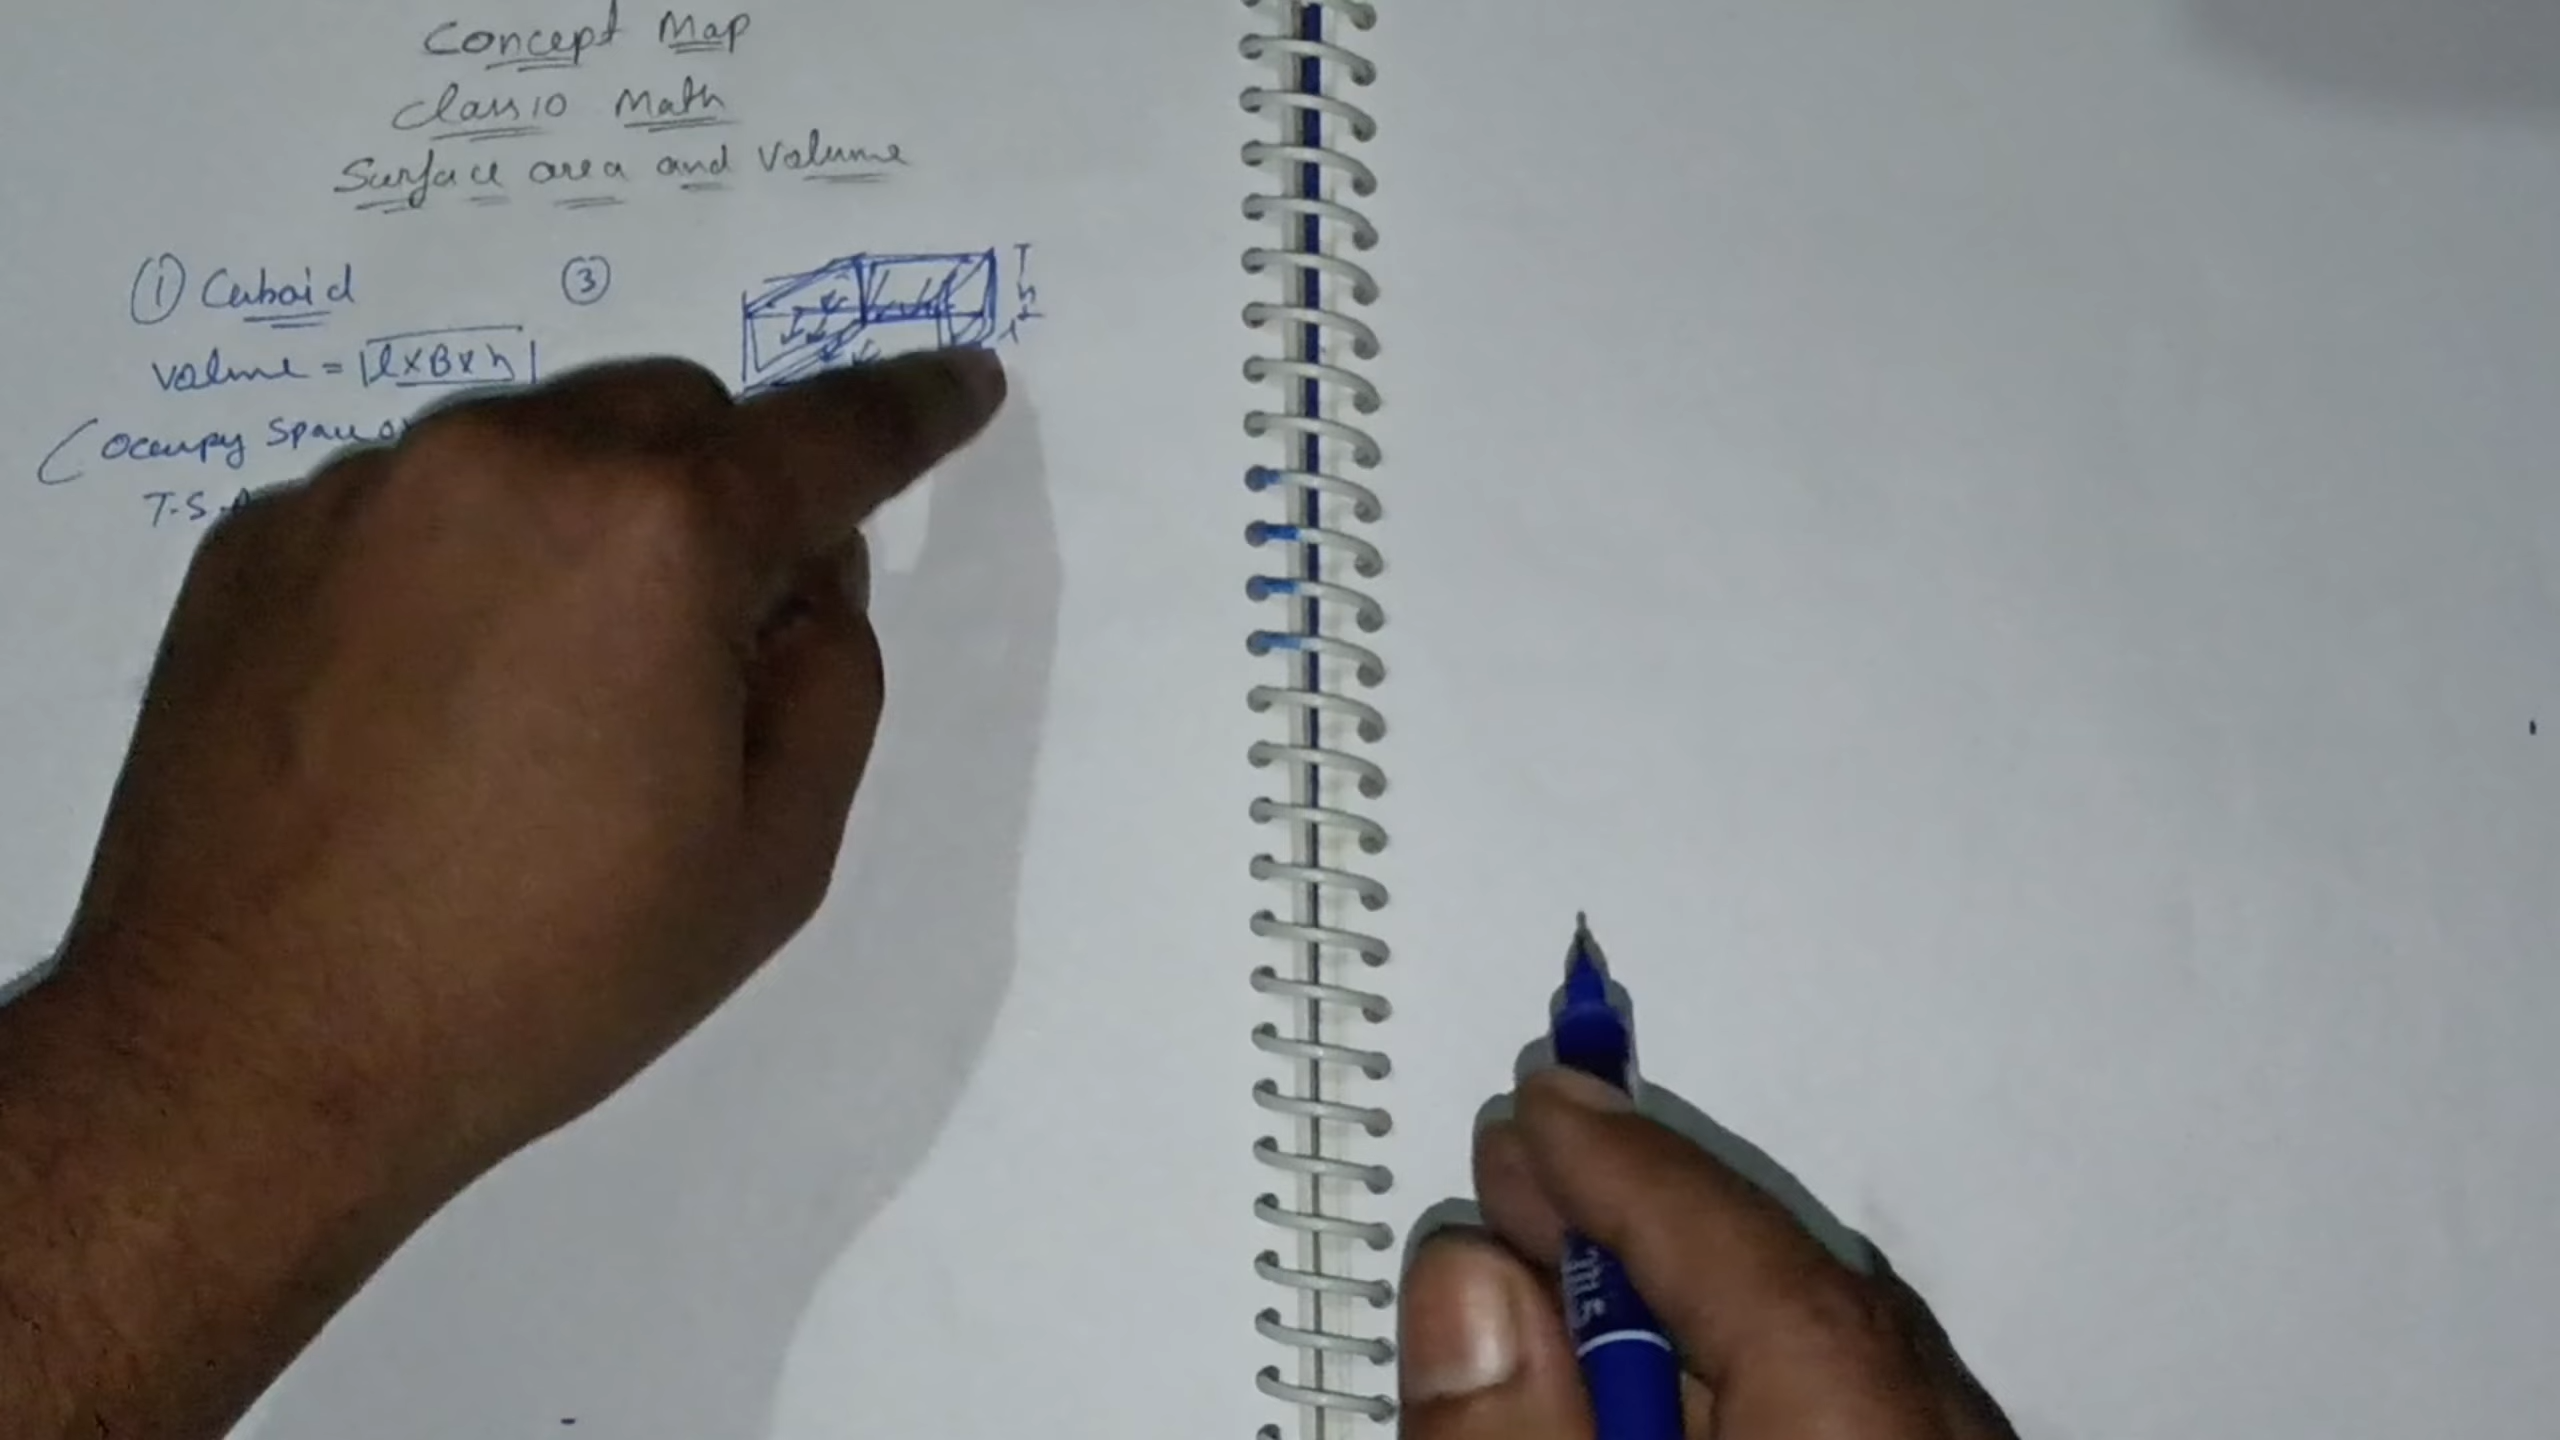 Concept Map
Class 10 Math
Surface area and Volume
① Cuboid ③
Volume = l×B×h
(Occupy Space
T.S.A
h